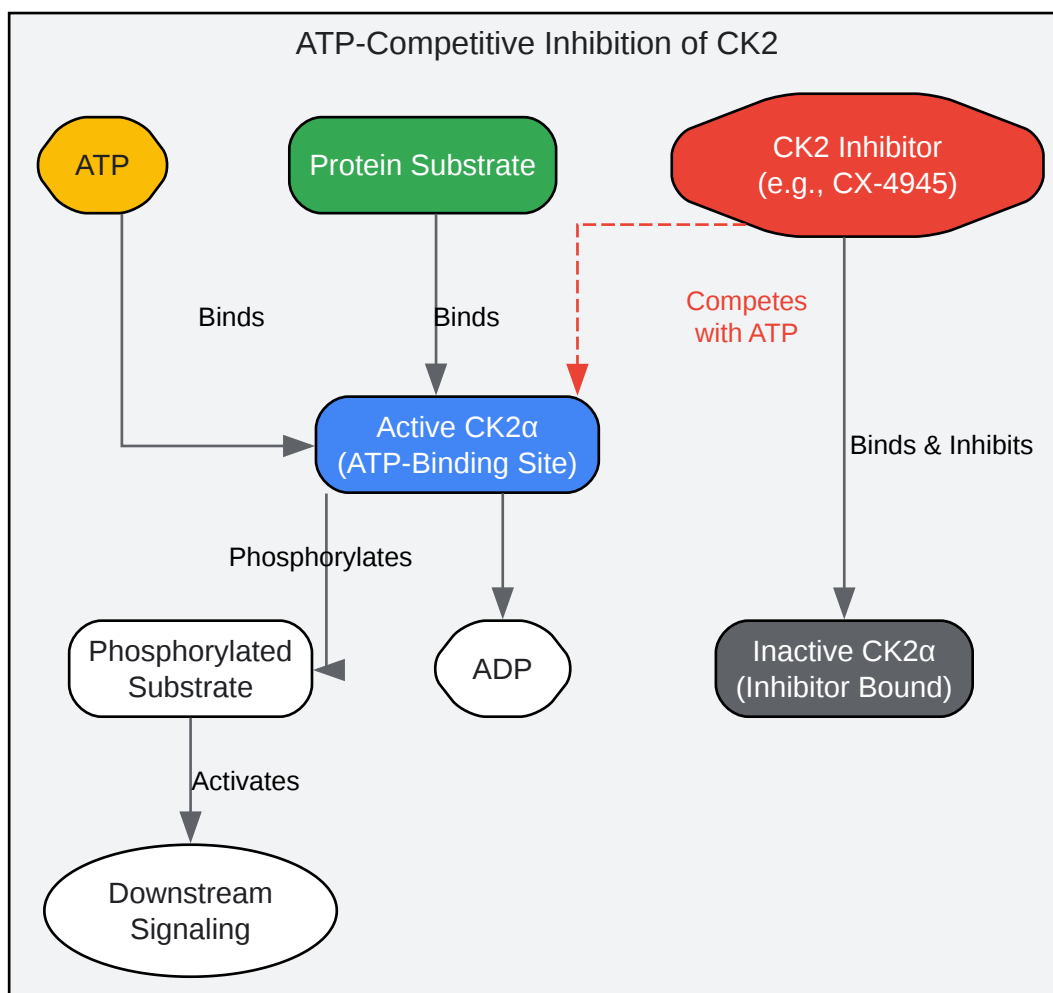 ATP-Competitive Inhibition of CK2
ATP
Protein Substrate
CK2 Inhibitor
(e.g., CX-4945)
Binds
Binds
Competes
with ATP
Active CK2α
(ATP-Binding Site)
Binds & Inhibits
Phosphorylates
Phosphorylated
Substrate
ADP
Inactive CK2α
(Inhibitor Bound)
Activates
Downstream
Signaling